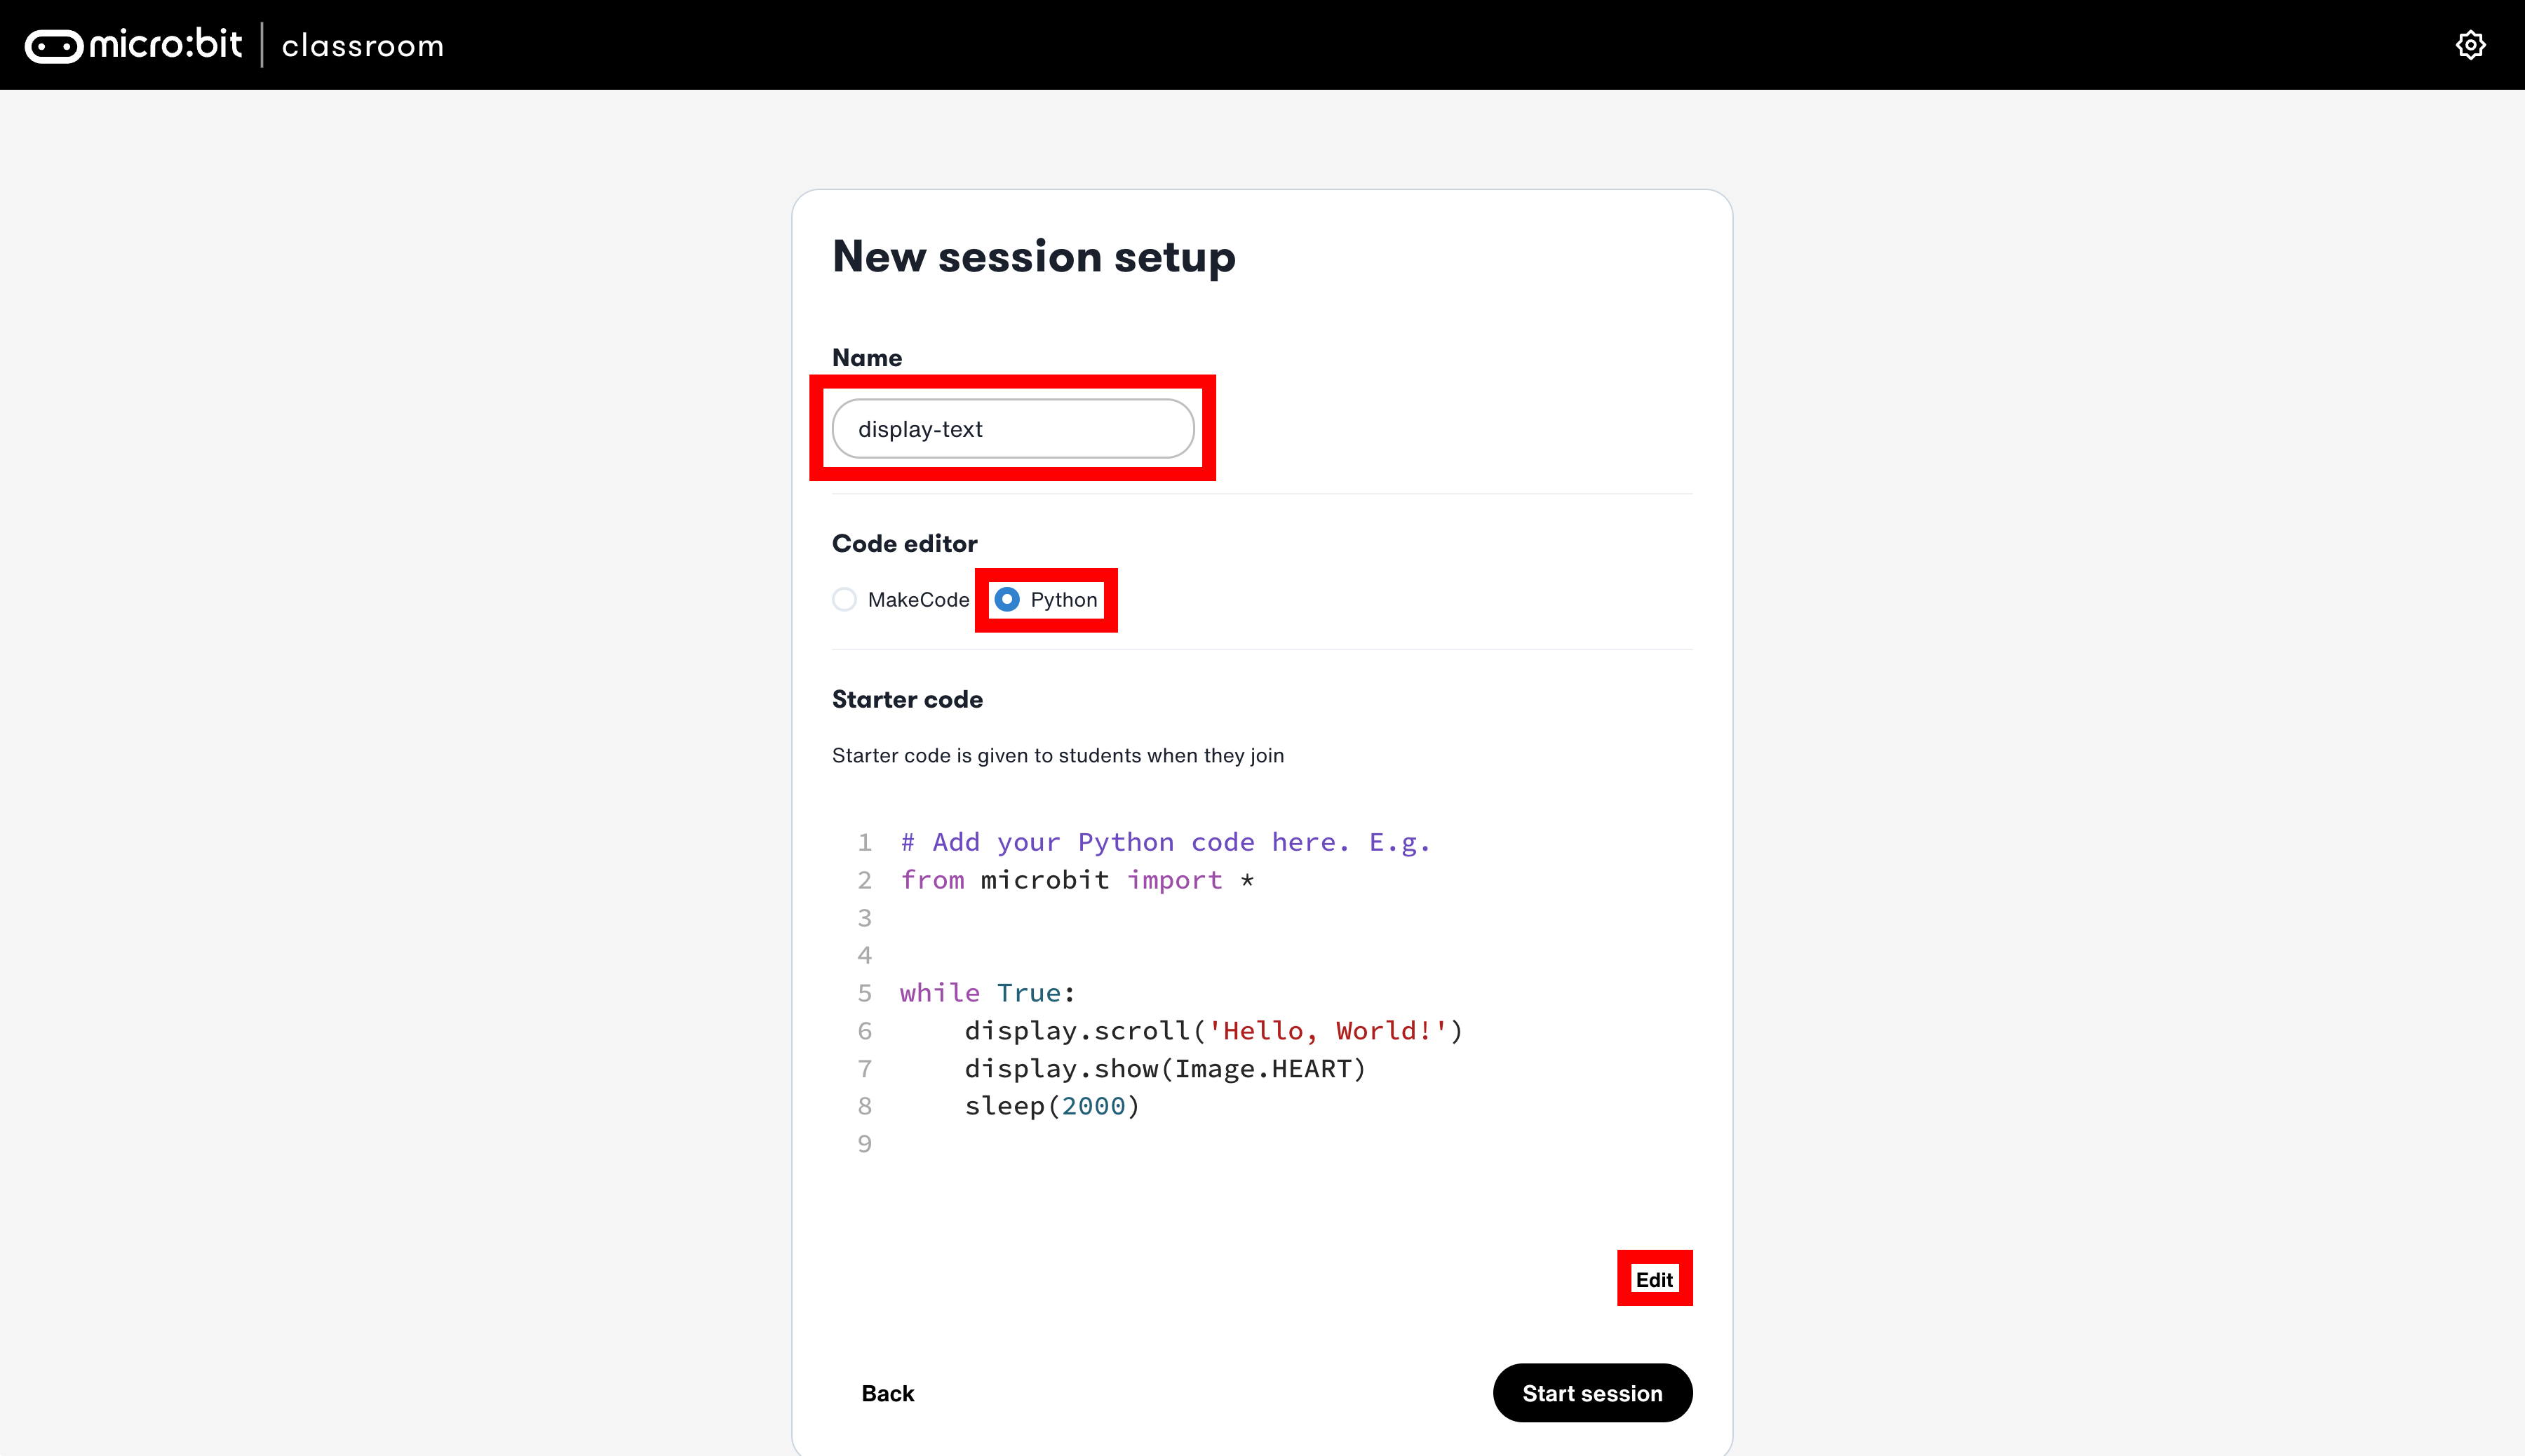 micro:bit classroom
New session setup
Name
display-text
Code editor
MakeCode Python
Starter code
Starter code is given to students when they join
1 # Add your Python code here. E.g.
2 from microbit import *
3
4
5 while True:
6     display.scroll('Hello, World!')
7     display.show(Image.HEART)
8     sleep(2000)
9
Edit
Back Start session